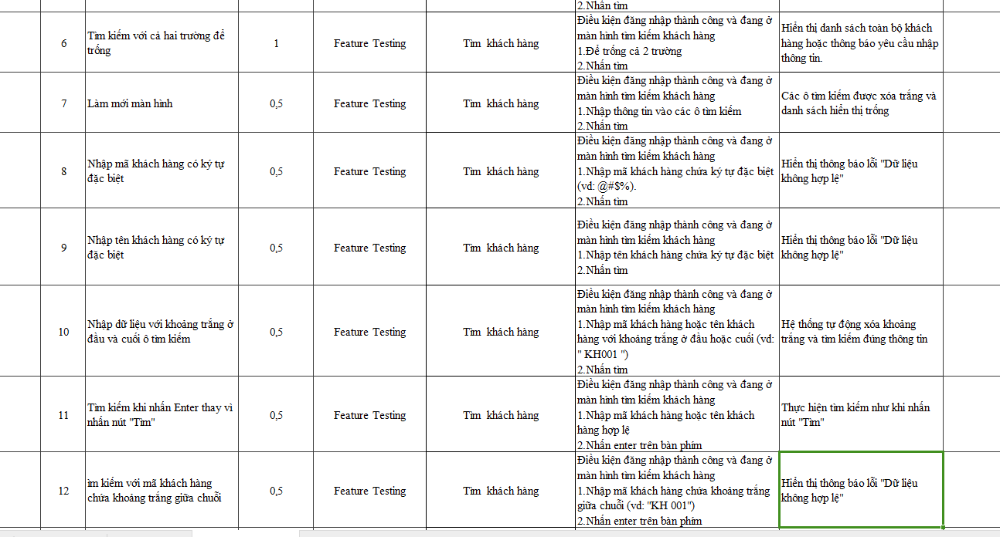 2.Nhấn tìm
6
Tìm kiếm với cả hai trường để
trống
1
Feature Testing
Tìm khách hàng
Điều kiện đăng nhập thành công và đang ở
màn hình tìm kiếm khách hàng
1.Để trống cả 2 trường
2.Nhấn tìm
Hiển thị danh sách toàn bộ khách
hàng hoặc thông báo yêu cầu nhập
thông tin.
7
Làm mới màn hình
0,5
Feature Testing
Tìm khách hàng
Điều kiện đăng nhập thành công và đang ở
màn hình tìm kiếm khách hàng
1.Nhập thông tin vào các ô tìm kiếm
2.Nhấn tìm
Các ô tìm kiếm được xóa trắng và
danh sách hiển thị trống
8
Nhập mã khách hàng có ký tự
đặc biệt
0,5
Feature Testing
Tìm khách hàng
Điều kiện đăng nhập thành công và đang ở
màn hình tìm kiếm khách hàng
1.Nhập mã khách hàng chứa ký tự đặc biệt
(vd: @#$%).
2.Nhấn tìm
Hiển thị thông báo lỗi "Dữ liệu
không hợp lệ"
9
Nhập tên khách hàng có ký tự
đặc biệt
0,5
Feature Testing
Tìm khách hàng
Điều kiện đăng nhập thành công và đang ở
màn hình tìm kiếm khách hàng
1.Nhập tên khách hàng chứa ký tự đặc biệt
2.Nhấn tìm
Hiển thị thông báo lỗi "Dữ liệu
không hợp lệ"
10
Nhập dữ liệu với khoảng trắng ở
đầu và cuối ô tìm kiếm
0,5
Feature Testing
Tìm khách hàng
Điều kiện đăng nhập thành công và đang ở
màn hình tìm kiếm khách hàng
1.Nhập mã khách hàng hoặc tên khách
hàng với khoảng trắng ở đầu hoặc cuối (vd:
" KH001 ")
2.Nhấn tìm
Hệ thống tự động xóa khoảng
trắng và tìm kiếm đúng thông tin
11
Tìm kiếm khi nhấn Enter thay vì
nhấn nút "Tìm"
0,5
Feature Testing
Tìm khách hàng
Điều kiện đăng nhập thành công và đang ở
màn hình tìm kiếm khách hàng
1.Nhập mã khách hàng hoặc tên khách
hàng hợp lệ
2.Nhấn enter trên bàn phím
Thực hiện tìm kiếm như khi nhấn
nút "Tìm"
12
ìm kiếm với mã khách hàng
chứa khoảng trắng giữa chuỗi
0,5
Feature Testing
Tìm khách hàng
Điều kiện đăng nhập thành công và đang ở
màn hình tìm kiếm khách hàng
1.Nhập mã khách hàng chứa khoảng trắng
giữa chuỗi (vd: "KH 001")
2.Nhấn enter trên bàn phím
Hiển thị thông báo lỗi "Dữ liệu
không hợp lệ"